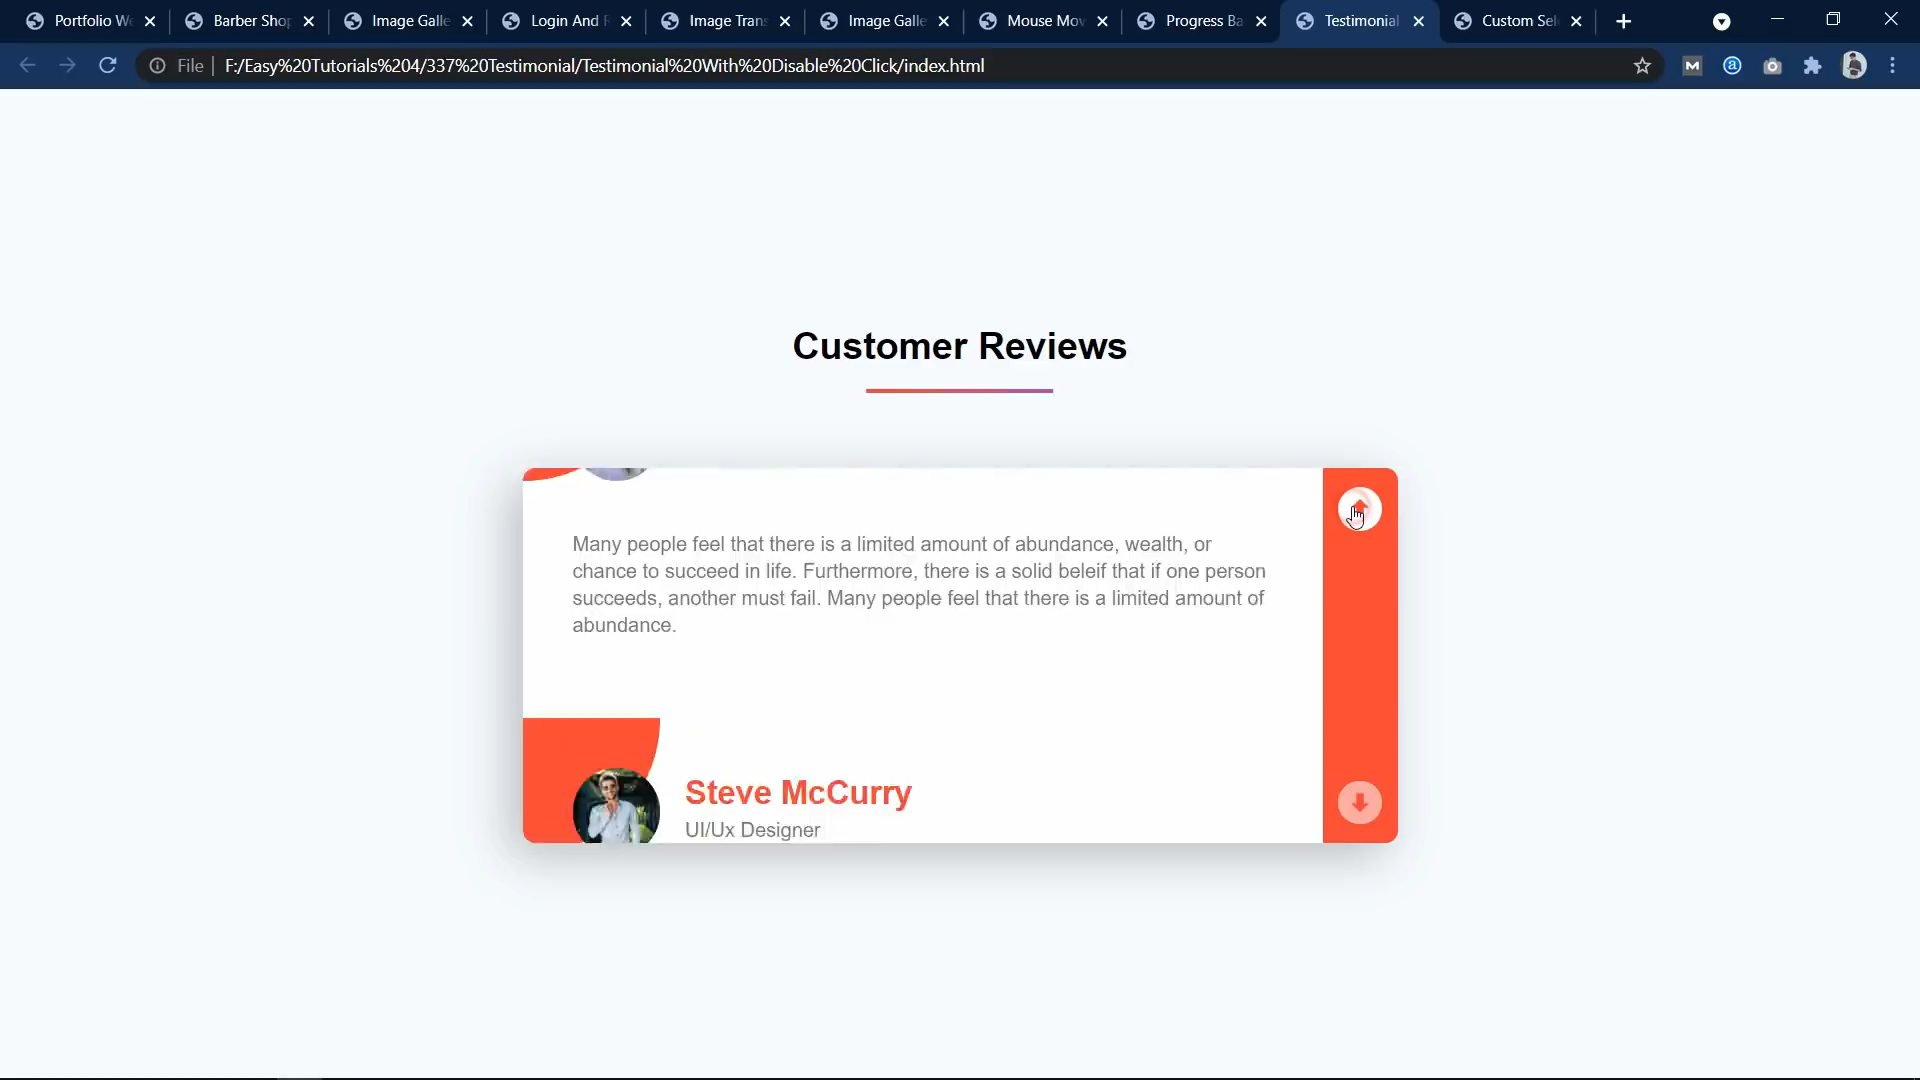 Portfolio W
Barber Shop
Image Galle
Login And R
Image Trans
Image Galle
Mouse Mov
Progress Ba
Testimonial
Custom Sel
File
F:/Easy%20Tutorials%204/337%20Testimonial/Testimonial%20With%20Disable%20Click/index.html
Customer Reviews
Many people feel that there is a limited amount of abundance, wealth, or
chance to succeed in life. Furthermore, there is a solid beleif that if one person
succeeds, another must fail. Many people feel that there is a limited amount of
abundance.
Steve McCurry
UI/Ux Designer